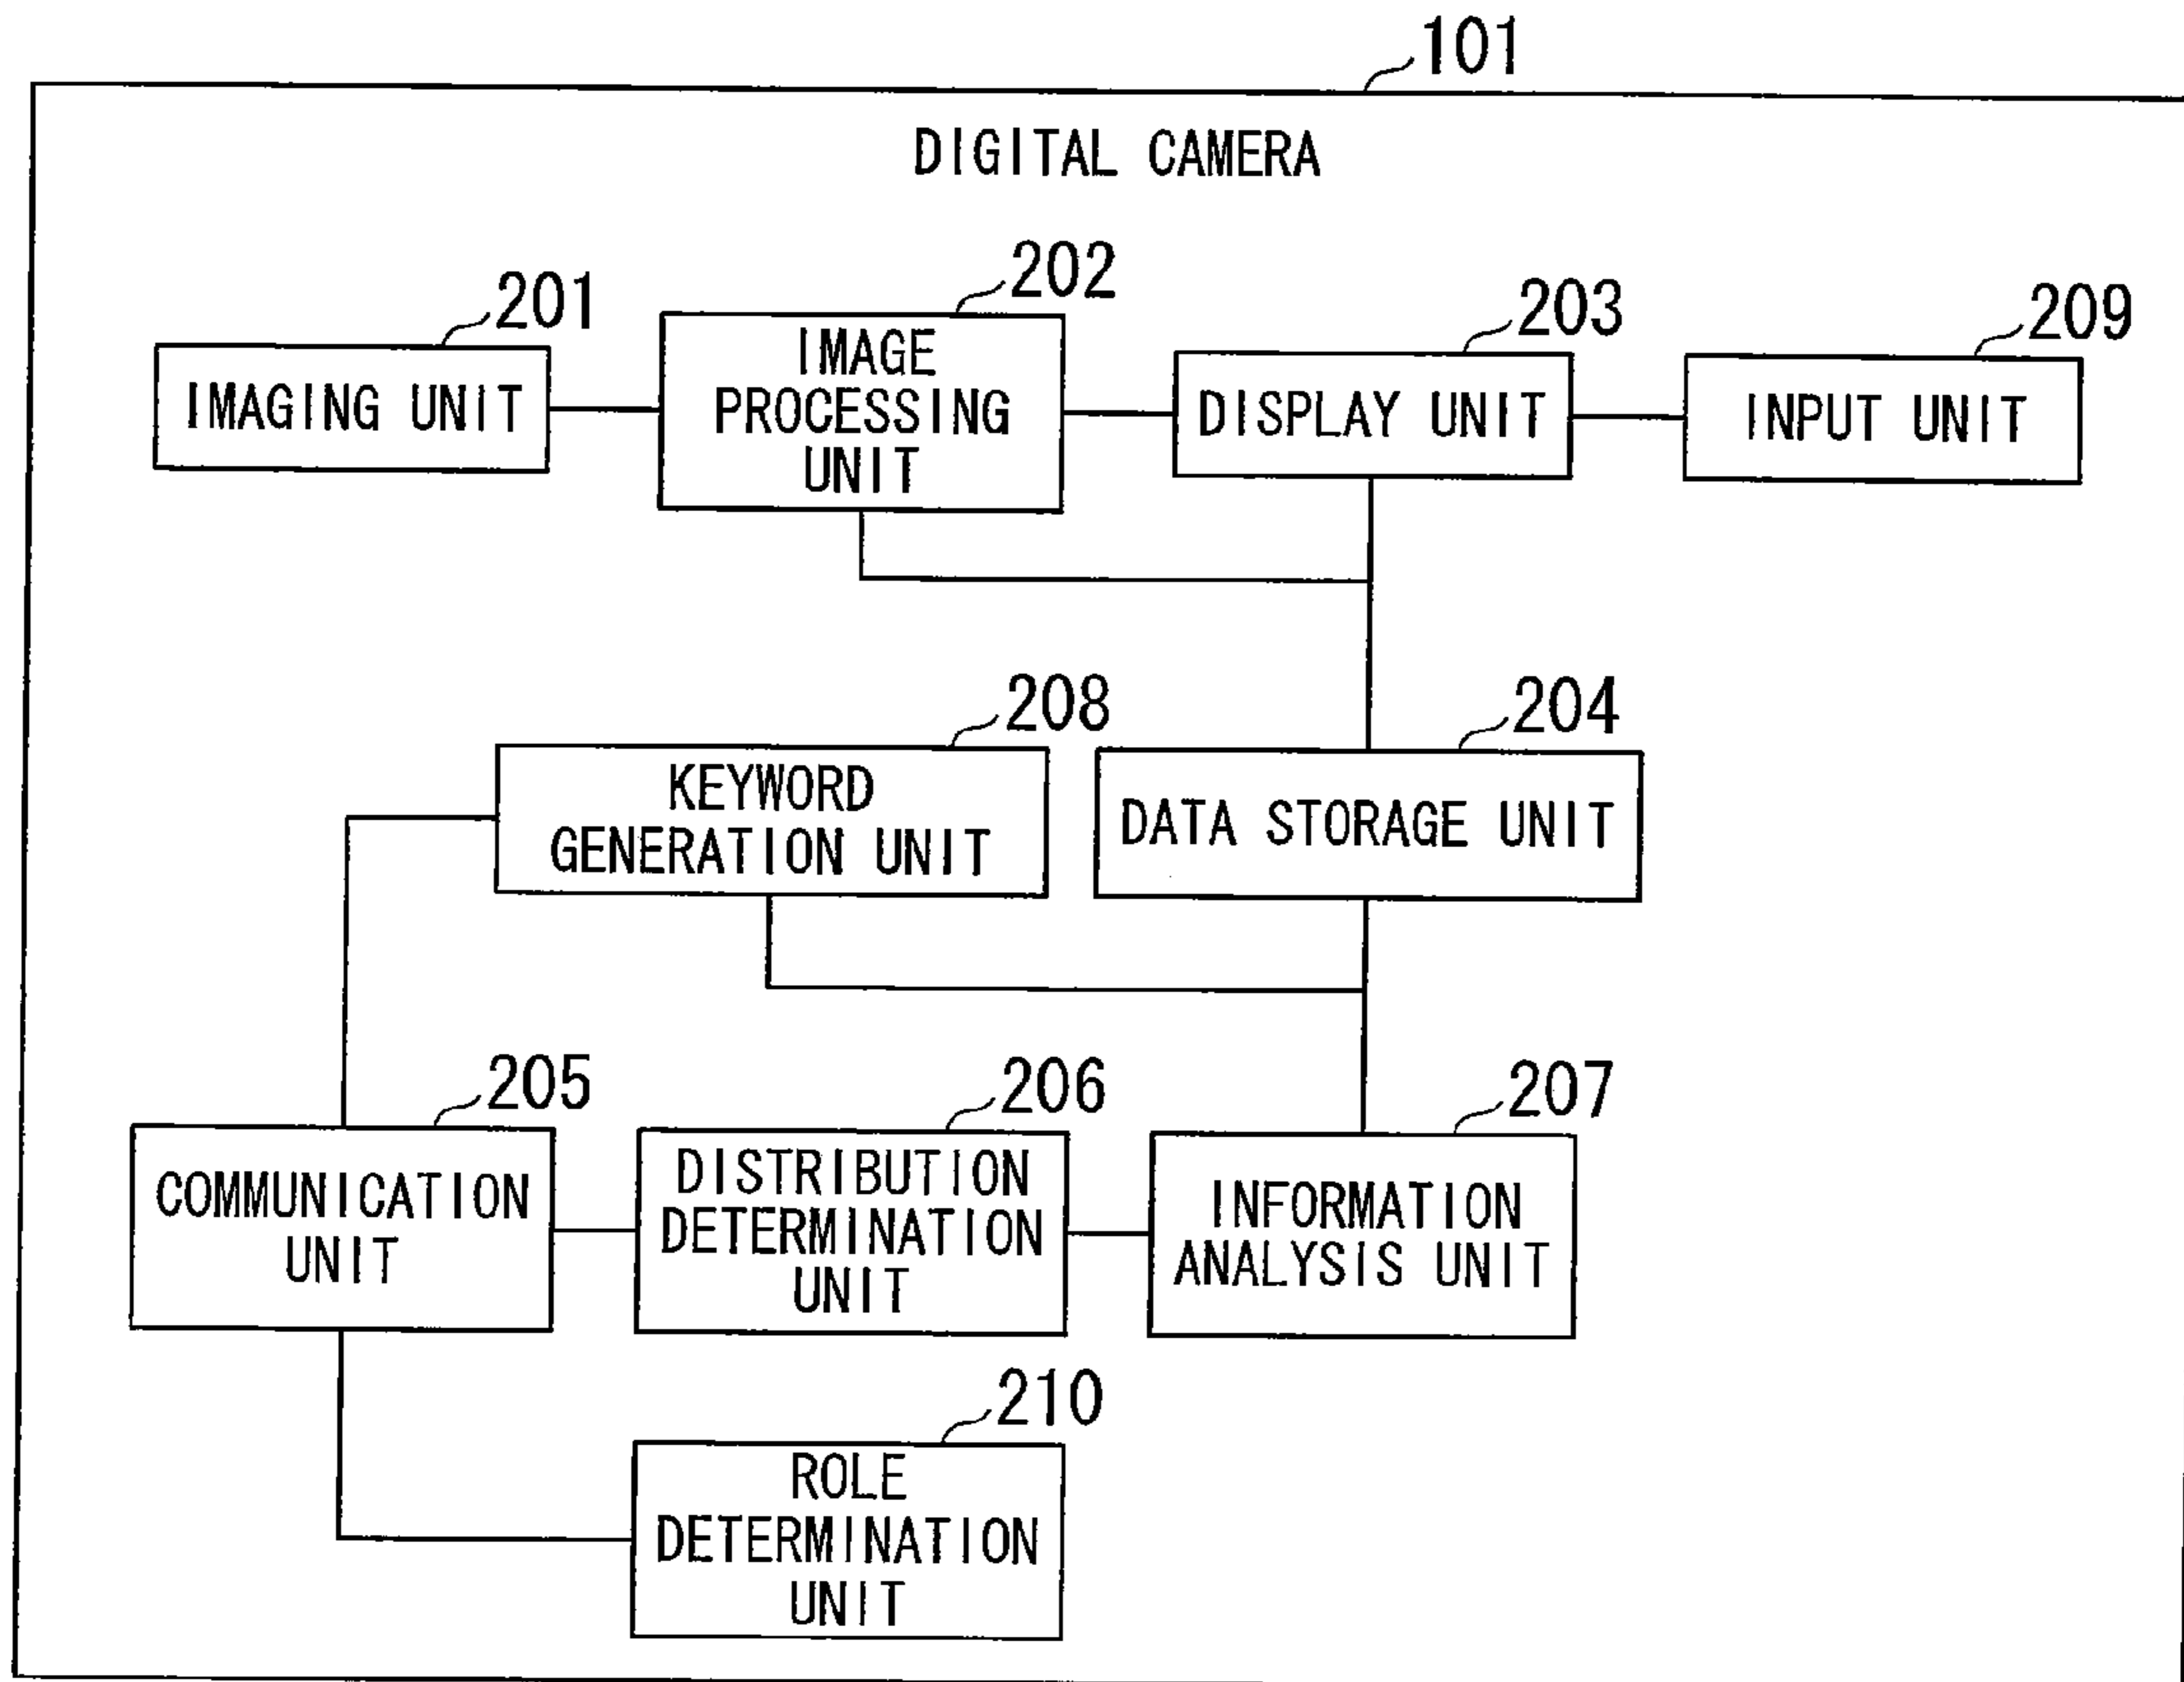 101
DIGITAL CAMERA
201
IMAGING UNIT
202
IMAGE
PROCESSING
UNIT
203
DISPLAY UNIT
209
INPUT UNIT
208
KEYWORD
GENERATION UNIT
204
DATA STORAGE UNIT
205
COMMUNICATION
UNIT
206
DISTRIBUTION
DETERMINATION
UNIT
207
INFORMATION
ANALYSIS UNIT
210
ROLE
DETERMINATION
UNIT